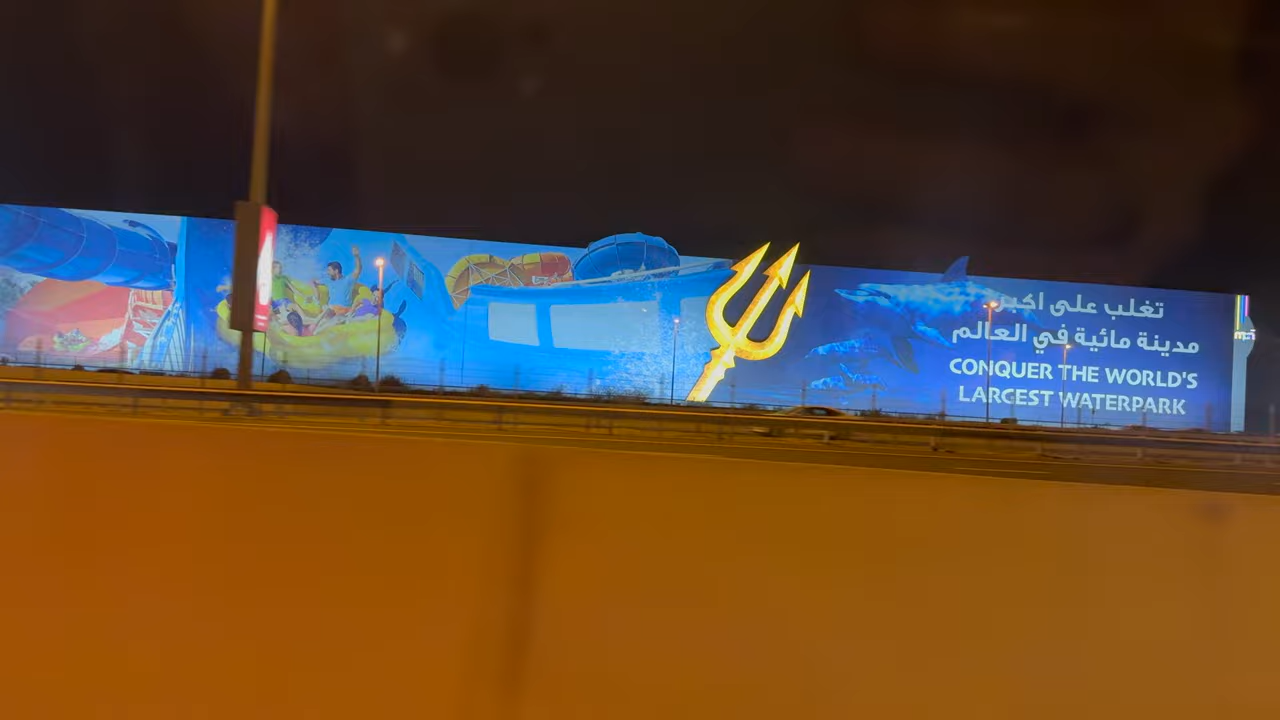 تغلب على اكبر
مدينة مائية في العالم
CONQUER THE WORLD'S
LARGEST WATERPARK